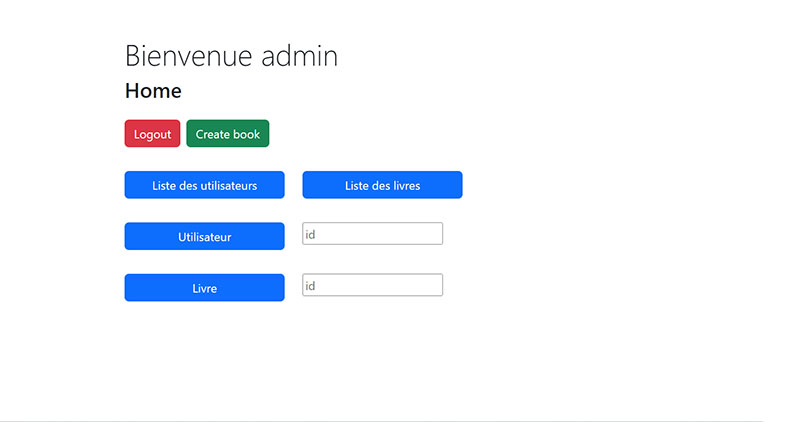 Bienvenue admin
Home
Logout Create book
Liste des utilisateurs Liste des livres
Utilisateur id
Livre id